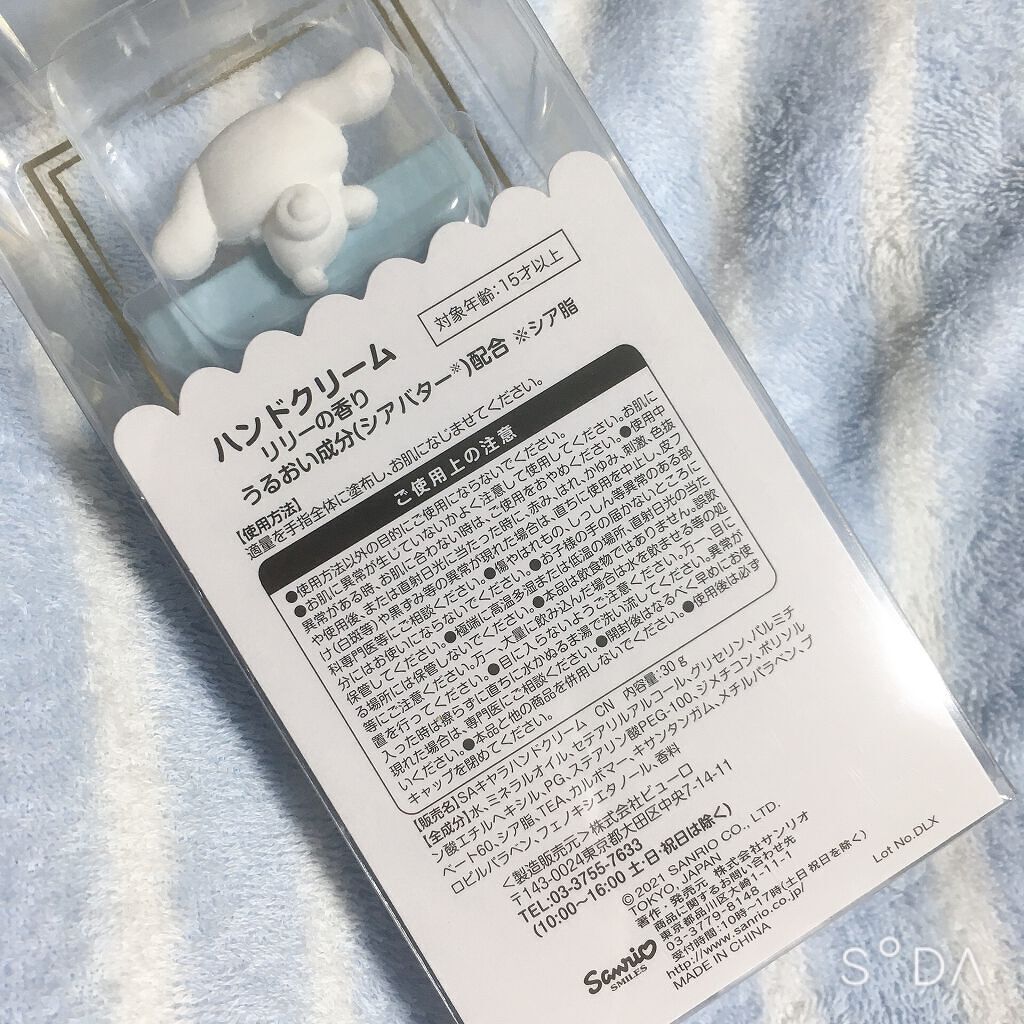 対象年齢:15才以上
ハンドクリーム
リリーの香り
うるおい成分(シアバター※)配合 ※シア脂
【使用方法】
適量を手指全体に塗布し、お肌になじませてください。
ご使用上の注意
●使用方法以外の目的にご使用にならないでください。
●お肌に異常が生じていないかよく注意して使用してください。お肌に
異常がある時、お肌に合わない時は、ご使用をおやめください。●使用中
や使用後、または直射日光に当たった時に、赤み、はれ、かゆみ、刺激、色抜
け(白斑等)や黒ずみ等の異常が現れた場合は、直ちに使用を中止し、皮フ
科専門医等にご相談ください。●傷やはれもの、しっしん等異常のある部
分にはお使いにならないでください。●お子様の手の届かないところに
保管してください。●極端に高温多湿または低温の場所、直射日光の当た
る場所には保管しないでください。●本品は飲食物ではありません。誤飲
等にご注意ください。万一、大量に飲み込んだ場合は水を飲ませる等の処
置を行ってください。●目に入らないように注意ください。万一、目に
入った時は擦らずに直ちに水かぬるま湯で洗い流してください。異常が
現れた場合は、専門医にご相談ください。●開封後はなるべく早めにお使
いください。●本品と他の商品を併用しないでください。●使用後は必ず
キャップを閉めてください。
【販売名】SAキャラハンドクリーム CN 内容量:30g
【全成分】水、ミネラルオイル、セテアリルアルコール、グリセリン、パルミチ
ン酸エチルヘキシル、PG、ステアリン酸PEG-100、ジメチコン、ポリソル
ベート60、シア脂、TEA、カルボマー、キサンタンガム、メチルパラベン、プ
ロピルパラベン、フェノキシエタノール、香料
<製造販売元>株式会社ビューロ
〒143-0024東京都大田区中央7-14-11
TEL:03-3755-7633
(10:00~16:00 土・日・祝日は除く)
© 2021 SANRIO CO., LTD.
TOKYO, JAPAN
著作・発売元・株式会社サンリオ
商品に関するお問い合わせ先
東京都品川区大崎1-11-1
03-3779-8148
受付時間:10時~17時(土日祝日を除く)
http://www.sanrio.co.jp/
MADE IN CHINA
Lot No.DLX
Sanrio
SMILES
SODA